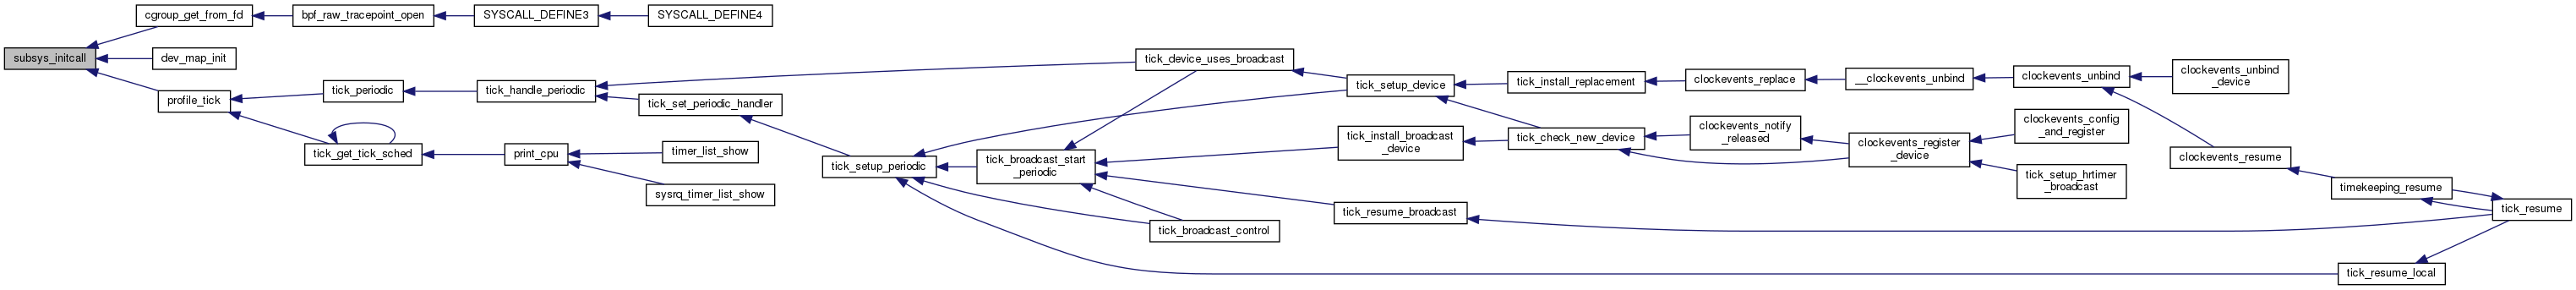 subsys_initcall
cgroup_get_from_fd
bpf_raw_tracepoint_open
SYSCALL_DEFINE3
SYSCALL_DEFINE4
dev_map_init
profile_tick
tick_periodic
tick_handle_periodic
tick_device_uses_broadcast
tick_set_periodic_handler
tick_get_tick_sched
print_cpu
timer_list_show
sysrq_timer_list_show
tick_setup_periodic
tick_broadcast_start
_periodic
tick_setup_device
tick_install_replacement
clockevents_replace
__clockevents_unbind
clockevents_unbind
clockevents_unbind
_device
tick_install_broadcast
_device
tick_check_new_device
clockevents_notify
_released
clockevents_register
_device
clockevents_config
_and_register
tick_setup_hrtimer
_broadcast
clockevents_resume
timekeeping_resume
tick_resume
tick_resume_broadcast
tick_broadcast_control
tick_resume_local